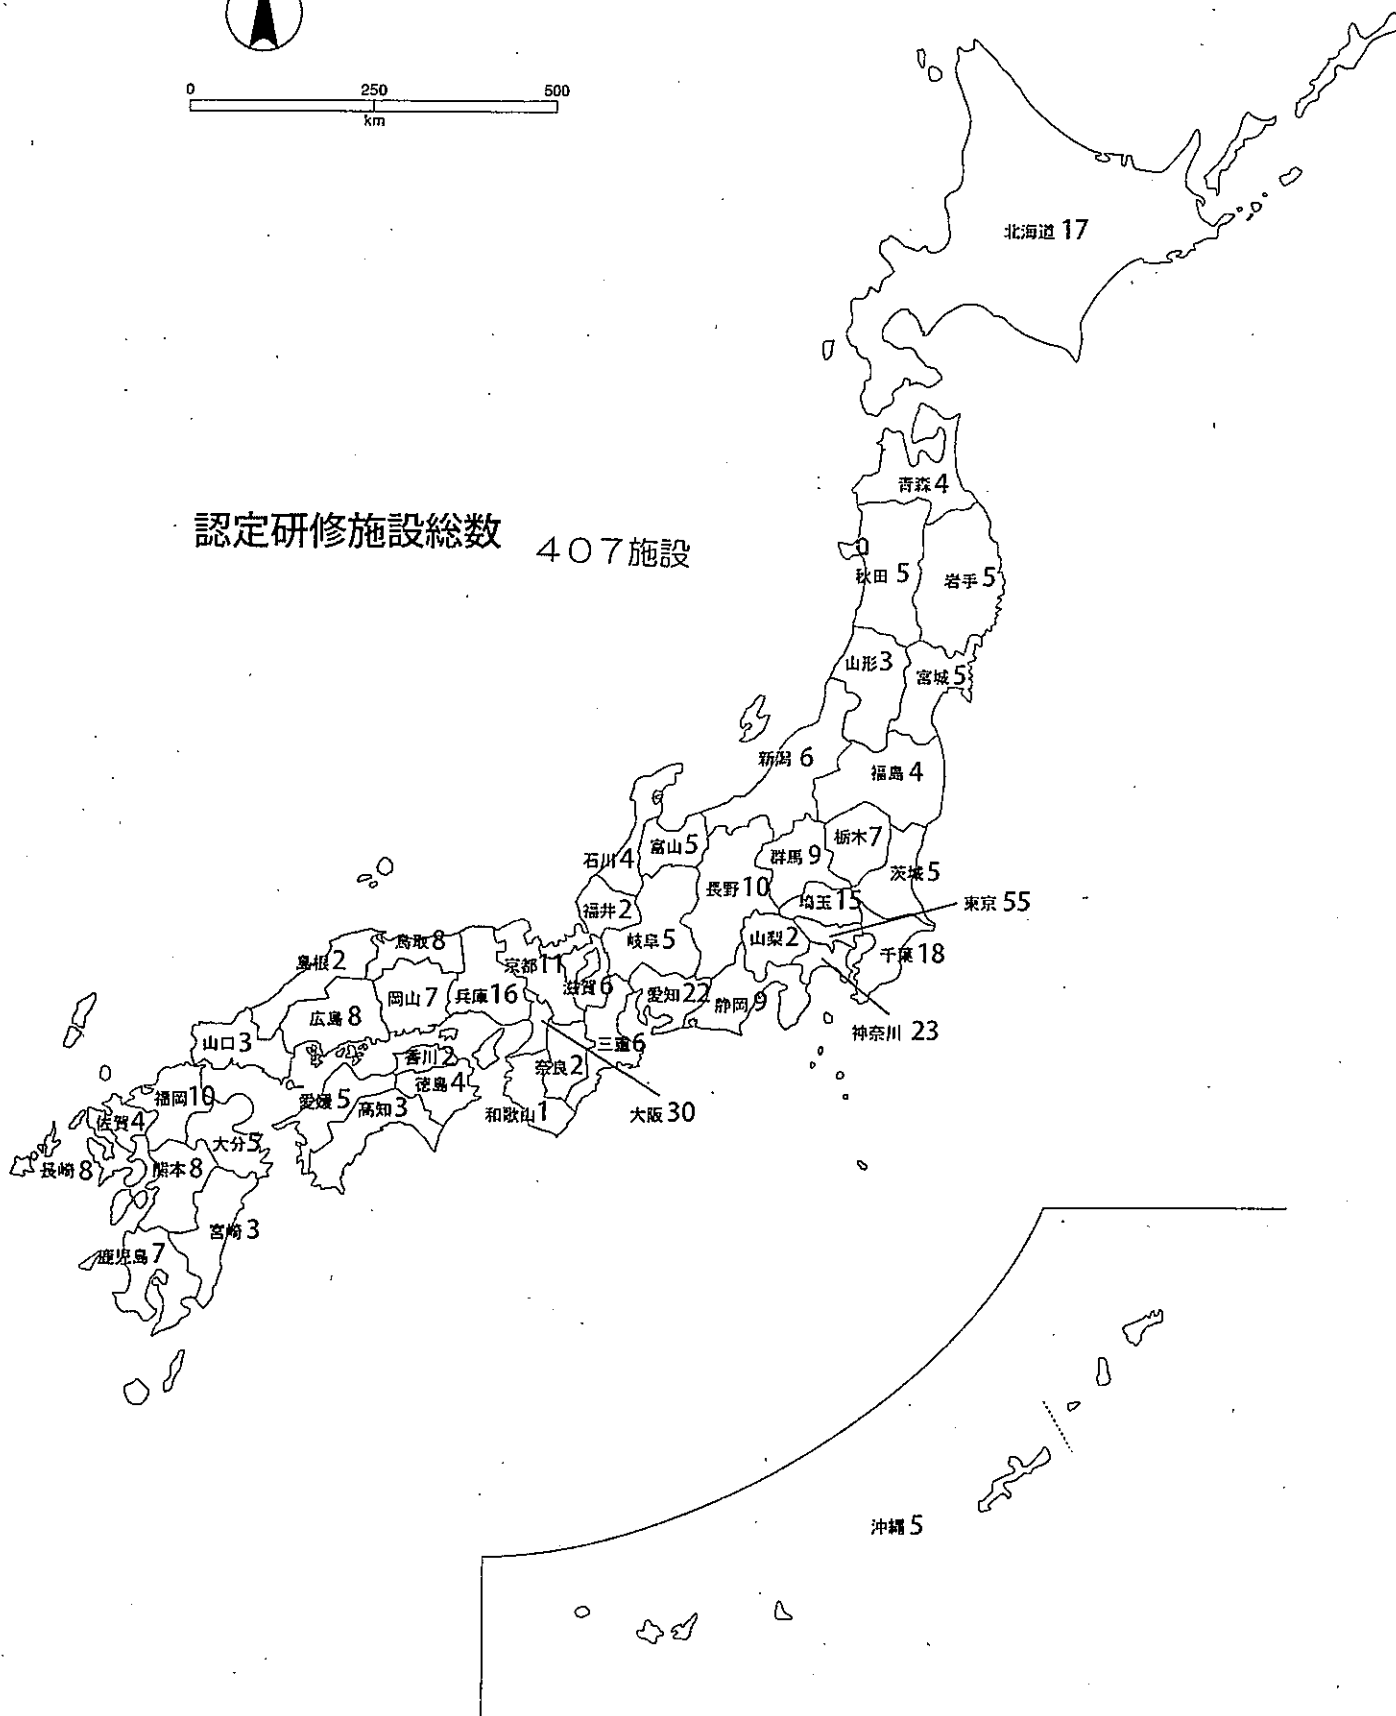 0 250 500
km
北海道 17
青森 4
認定研修施設総数 407施設
秋田 5
岩手 5
山形 3
宮城 5
新潟 6
福島 4
栃木 7
富山 5
群馬 9
石川 4
茨城 5
長野 10
埼玉 15
東京 55
福井 2
岐阜 5
山梨 2
千葉 18
鳥取 8
島根 2
京都 11
滋賀 6
愛知 22
静岡 9
岡山 7
兵庫 16
広島 8
神奈川 23
山口 3
三重 6
香川 2
奈良 2
徳島 4
福岡 10
愛媛 5
高知 3
和歌山 1
大阪 30
佐賀 4
大分 5
長崎 8
熊本 8
宮崎 3
鹿児島 7
沖縄 5